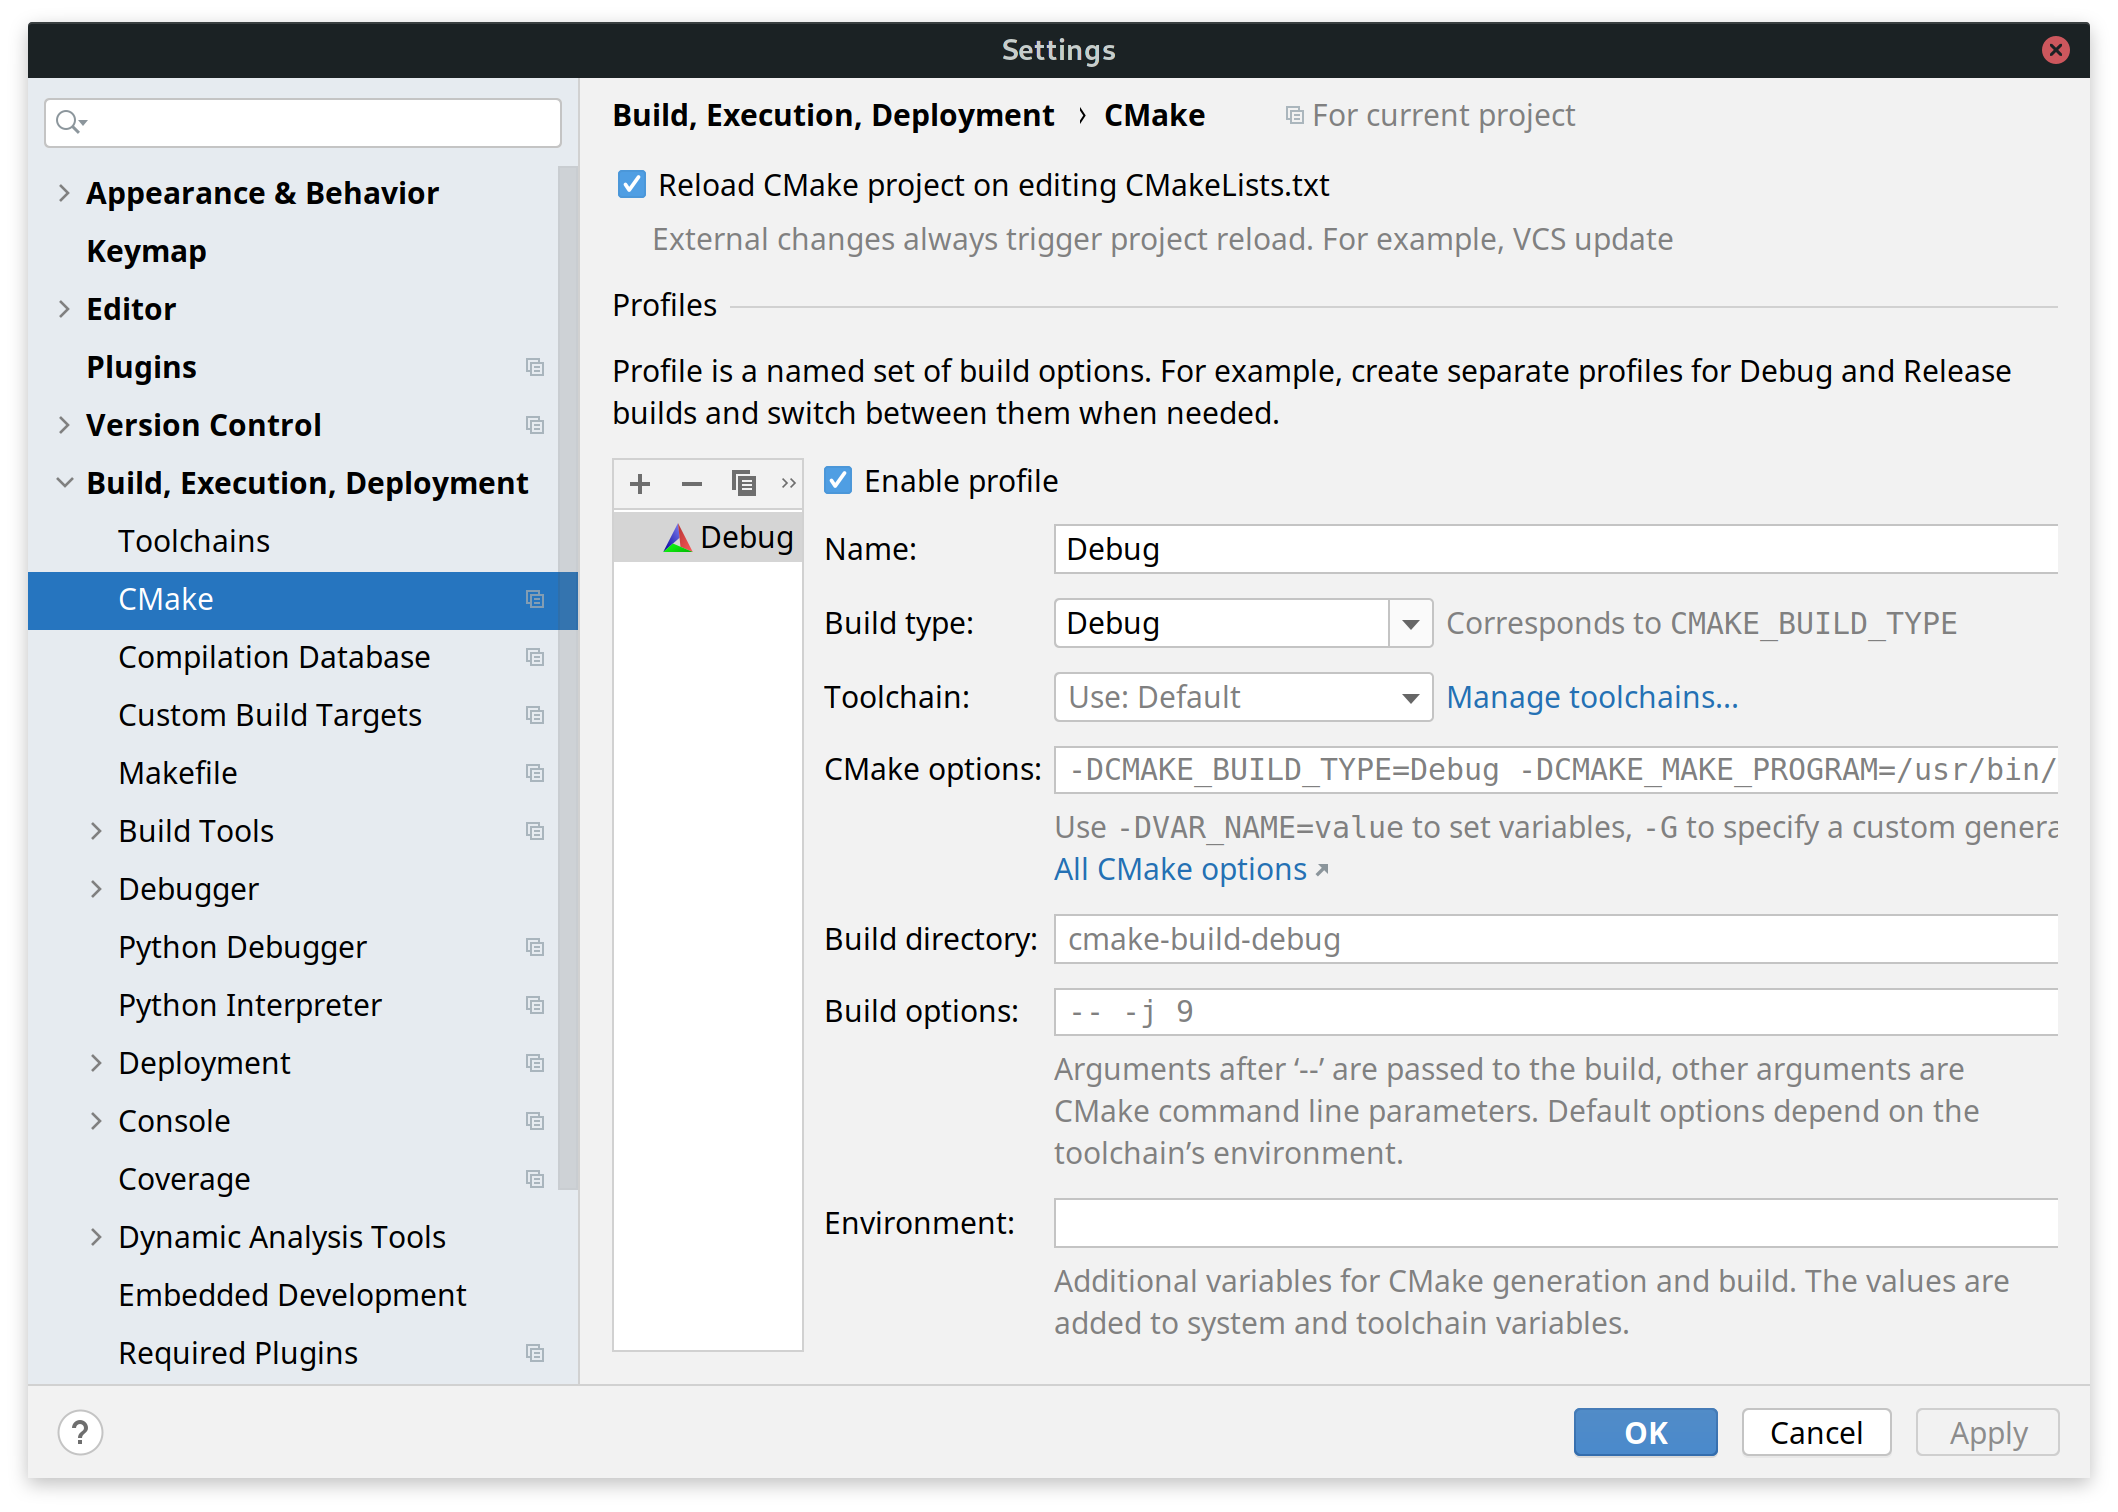 Settings
Appearance & Behavior
Keymap
Editor
Plugins
Version Control
Build, Execution, Deployment
Toolchains
CMake
Compilation Database
Custom Build Targets
Makefile
Build Tools
Debugger
Python Debugger
Python Interpreter
Deployment
Console
Coverage
Dynamic Analysis Tools
Embedded Development
Required Plugins
Build, Execution, Deployment › CMake For current project
Reload CMake project on editing CMakeLists.txt
External changes always trigger project reload. For example, VCS update
Profiles
Profile is a named set of build options. For example, create separate profiles for Debug and Release
builds and switch between them when needed.
Debug
Enable profile
Name: Debug
Build type: Debug Corresponds to CMAKE_BUILD_TYPE
Toolchain: Use: Default Manage toolchains...
CMake options: -DCMAKE_BUILD_TYPE=Debug -DCMAKE_MAKE_PROGRAM=/usr/bin/
Use -DVAR_NAME=value to set variables, -G to specify a custom genera
All CMake options
Build directory: cmake-build-debug
Build options: -- -j 9
Arguments after ‘--’ are passed to the build, other arguments are
CMake command line parameters. Default options depend on the
toolchain’s environment.
Environment:
Additional variables for CMake generation and build. The values are
added to system and toolchain variables.
?
OK
Cancel
Apply